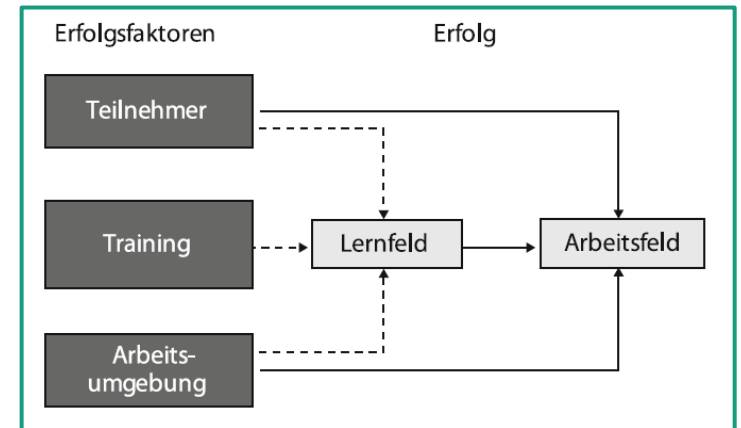 Erfolgsfaktoren
Erfolg
Teilnehmer
Training
Lernfeld
Arbeitsfeld
Arbeits-
umgebung